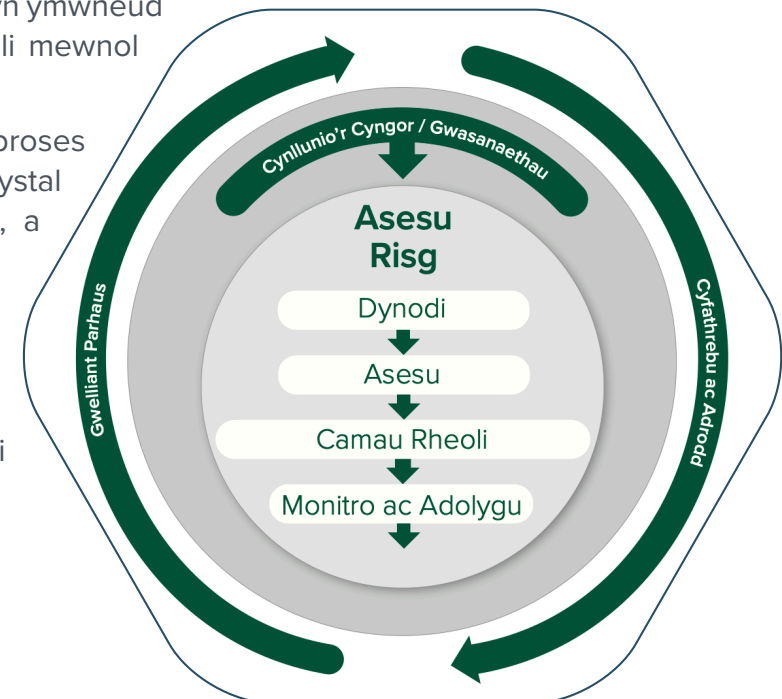 yn ymwneud
li mewnol
proses
ystal
, a
i
Cynllunio'r Cyngor / Gwasanaethau
Asesu
Risg
Dynodi
Asesu
Camau Rheoli
Monitro ac Adolygu
Gwelliant Parhaus
Cyfathrebu ac Adrodd